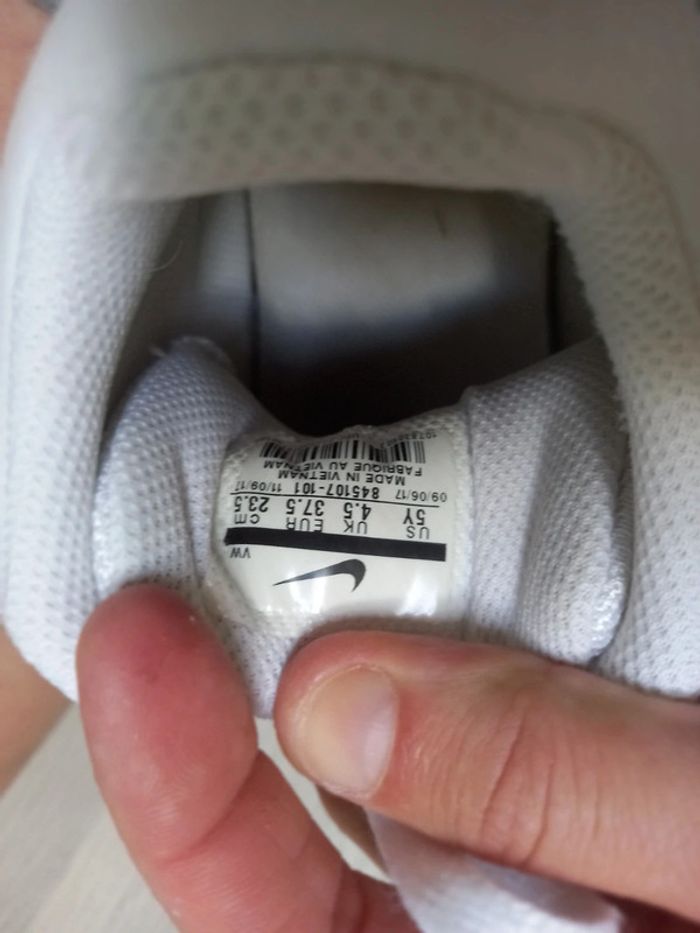 VW
US UK EUR cm
5Y 4.5 37.5 23.5
09/06/17 845107-101 11/09/17
MADE IN VIETNAM
FABRIQUE AU VIETNAM